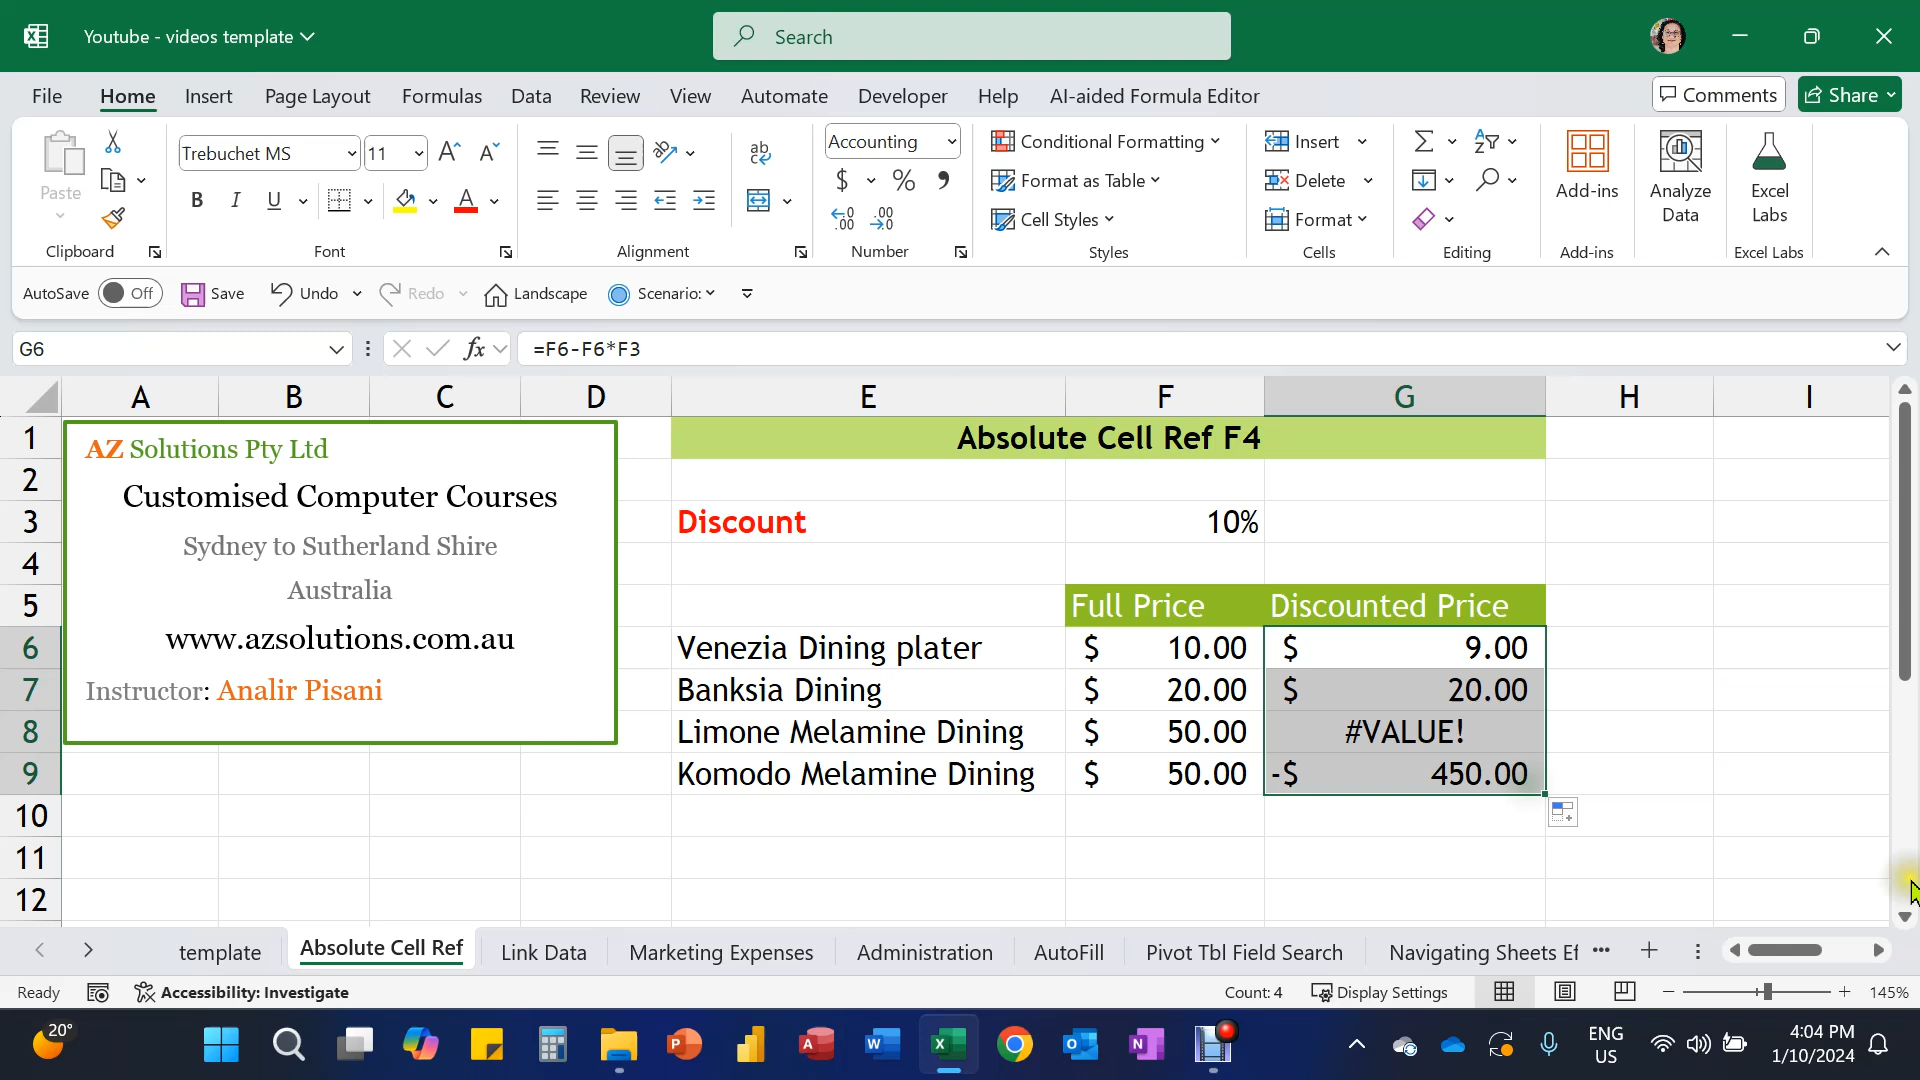 Youtube - videos template
Search
File Home Insert Page Layout Formulas Data Review View Automate Developer Help AI-aided Formula Editor
Comments Share
Paste
Clipboard
Trebuchet MS 11
B I U
Font
Alignment
Accounting
$ % ,
Number
Conditional Formatting
Format as Table
Cell Styles
Styles
Insert
Delete
Format
Cells
Editing
Add-ins
Add-ins
Analyze
Data
Excel
Labs
Excel Labs
AutoSave Off Save Undo Redo Landscape Scenario:
G6 fx =F6-F6*F3
A B C D E F G H I
1 Absolute Cell Ref F4
2
3 Discount 10%
4
5 Full Price Discounted Price
6 Venezia Dining plater $ 10.00 $ 9.00
7 Banksia Dining $ 20.00 $ 20.00
8 Limone Melamine Dining $ 50.00 #VALUE!
9 Komodo Melamine Dining $ 50.00 -$ 450.00
10
11
12
AZ Solutions Pty Ltd
Customised Computer Courses
Sydney to Sutherland Shire
Australia
www.azsolutions.com.au
Instructor: Analir Pisani
template Absolute Cell Ref Link Data Marketing Expenses Administration AutoFill Pivot Tbl Field Search Navigating Sheets Ef
Ready Accessibility: Investigate Count: 4 Display Settings 145%
20°
ENG
US
4:04 PM
1/10/2024